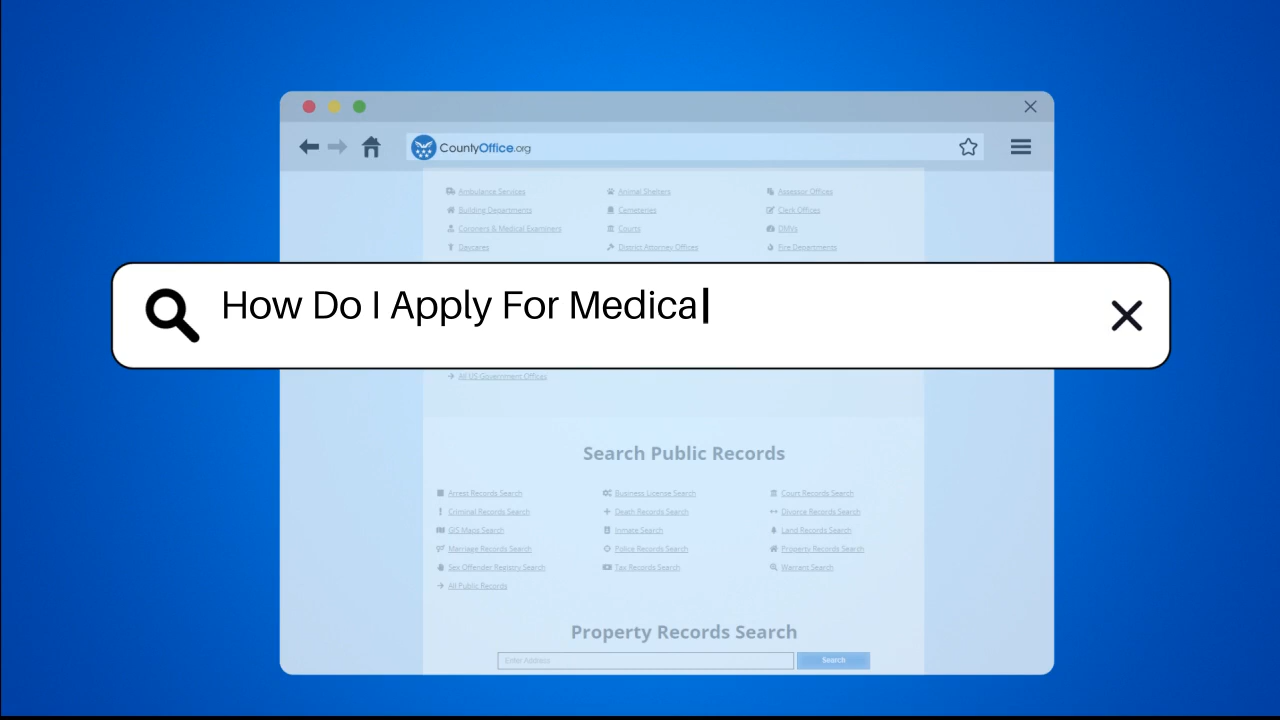 CountyOffice.org
Ambulance Services Animal Shelters Assessor Offices
Building Departments Cemeteries Clerk Offices
Coroners & Medical Examiners Courts DMVs
Daycares District Attorney Offices Fire Departments
How Do I Apply For Medica
All US Government Offices
Search Public Records
Arrest Records Search Business License Search Court Records Search
Criminal Records Search Death Records Search Divorce Records Search
GIS Maps Search Inmate Search Land Records Search
Marriage Records Search Police Records Search Property Records Search
Sex Offender Registry Search Tax Records Search Warrant Search
All Public Records
Property Records Search
Enter Address Search